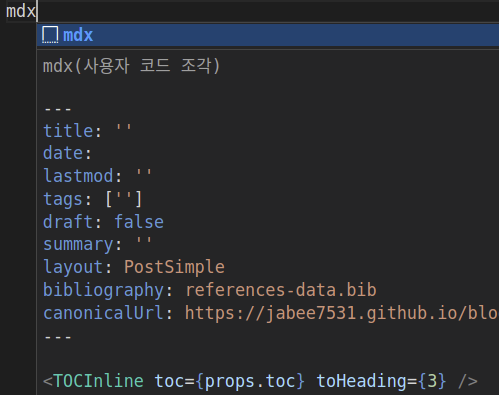 mdx
mdx
mdx(사용자 코드 조각)
---
title: ''
date:
lastmod: ''
tags: ['']
draft: false
summary: ''
layout: PostSimple
bibliography: references-data.bib
canonicalUrl: https://jabee7531.github.io/blo
---
<TOCInline toc={props.toc} toHeading={3} />